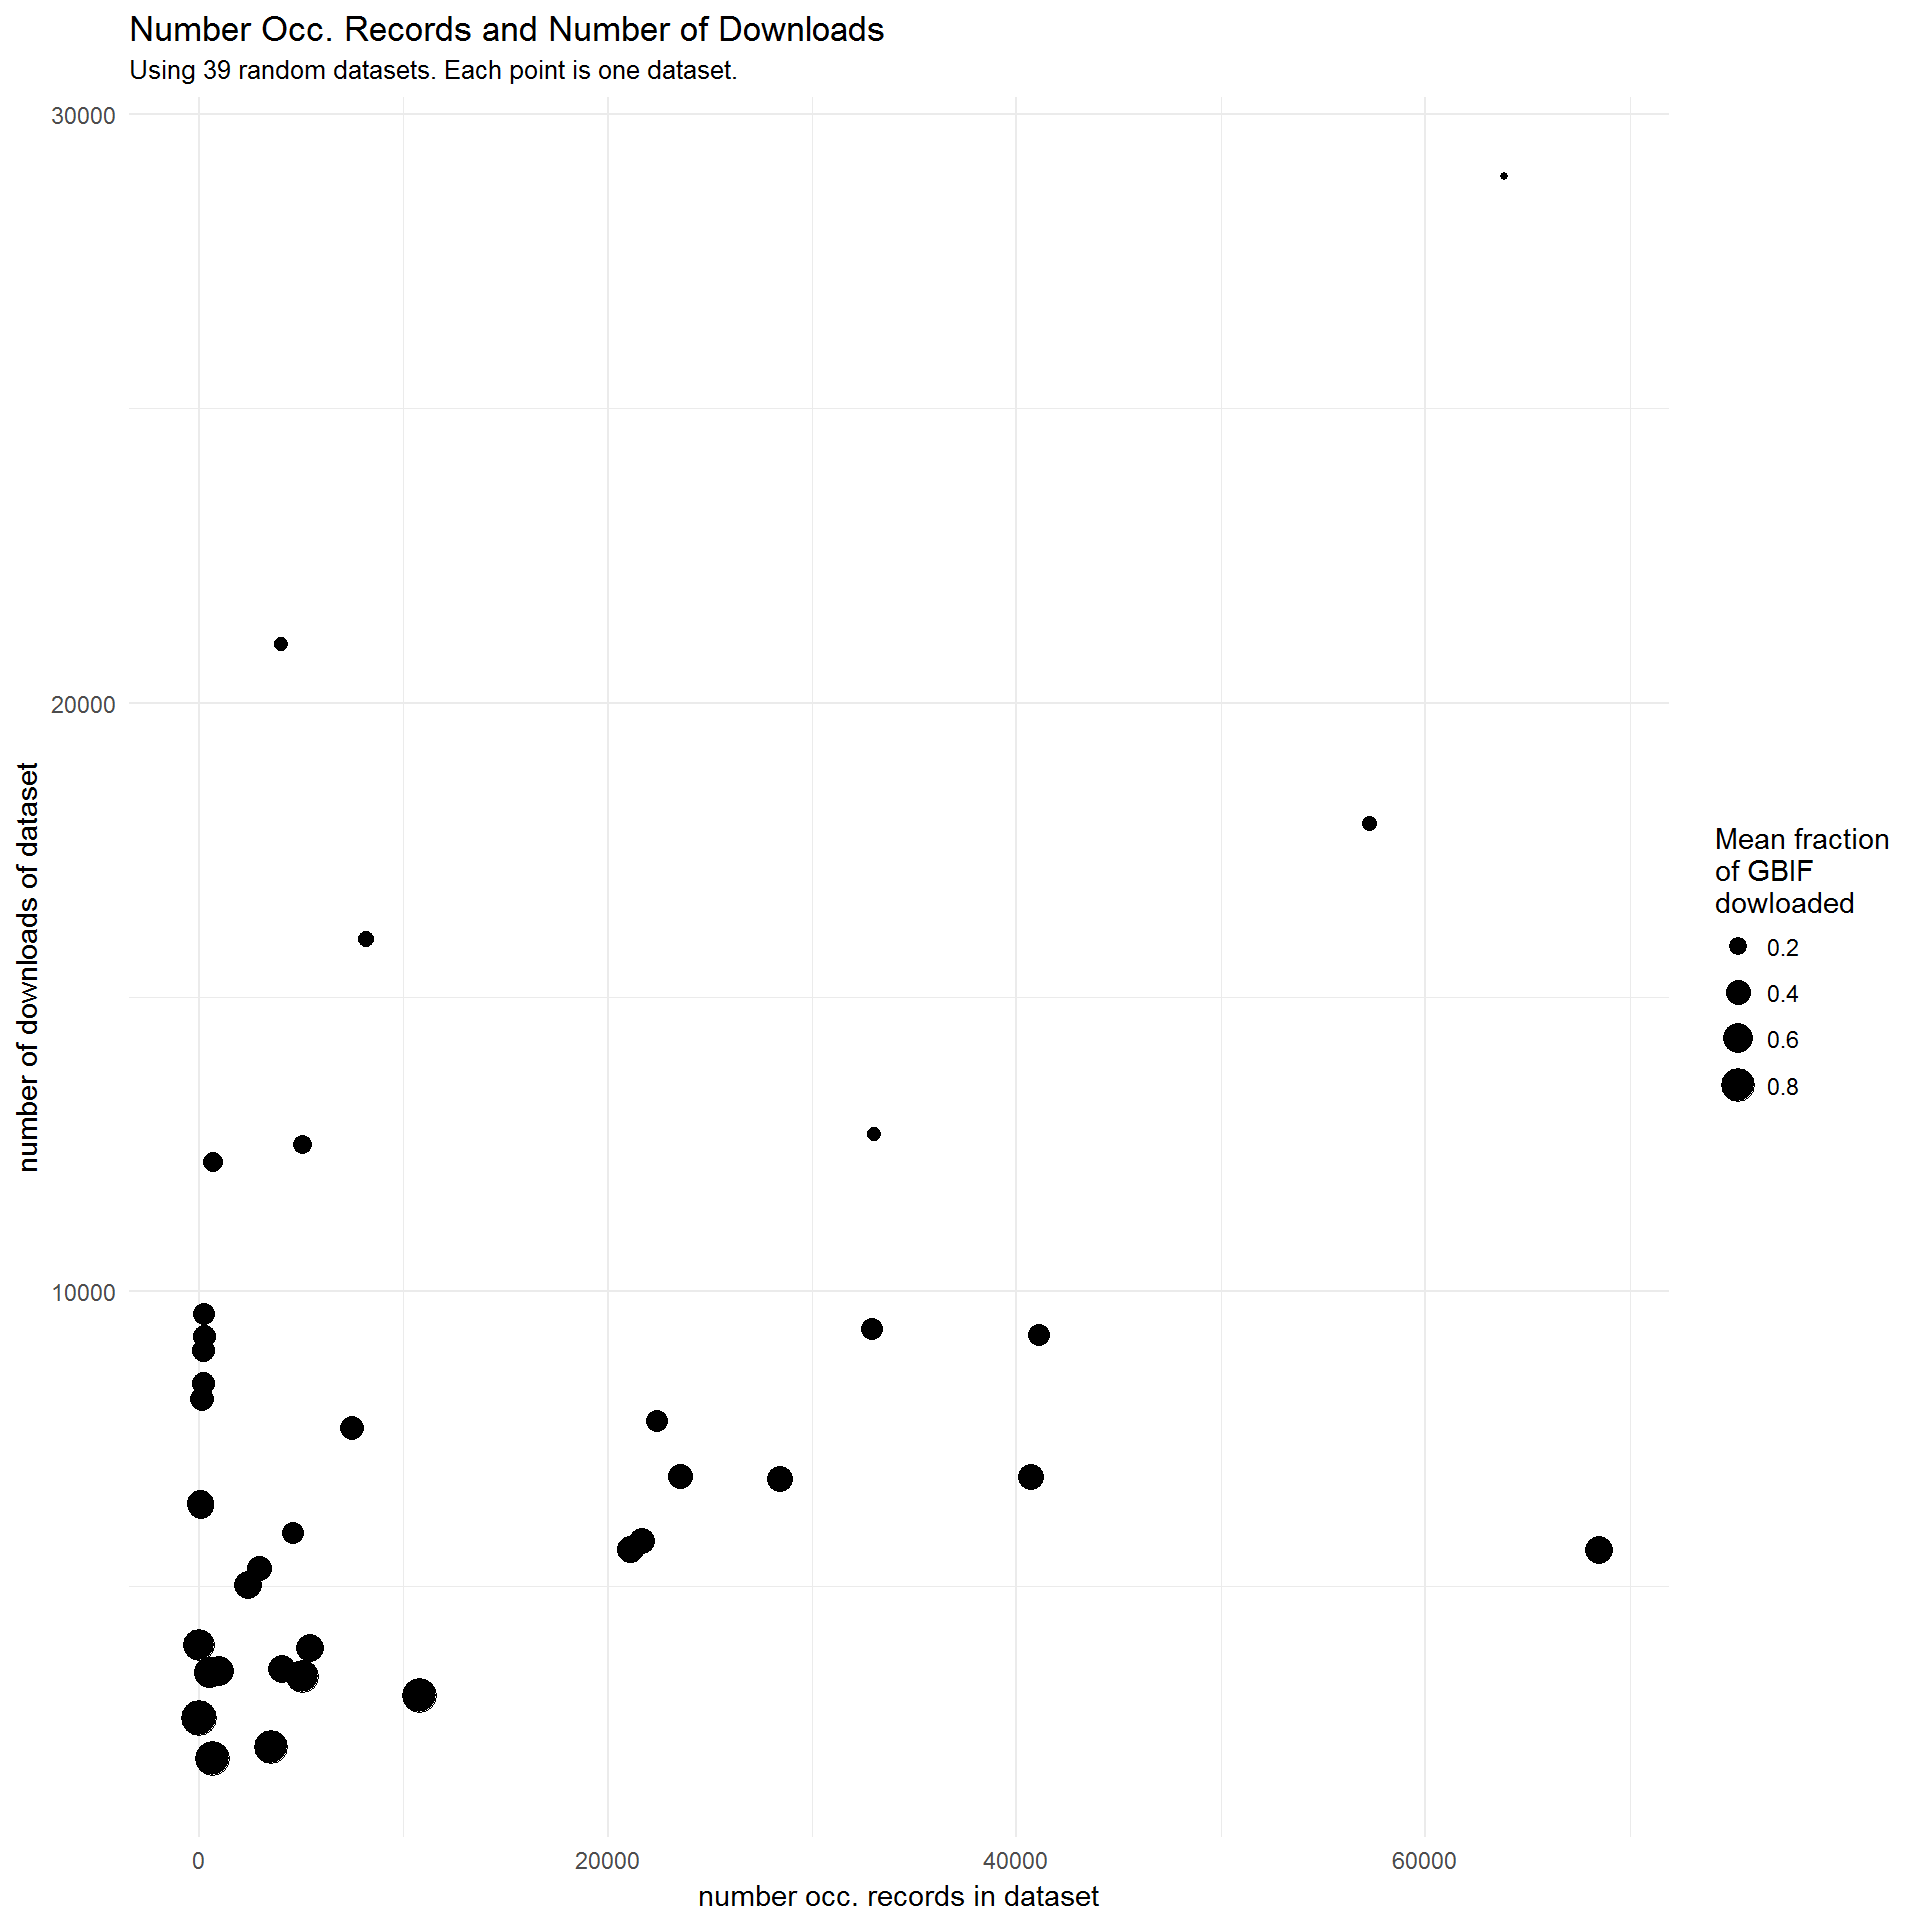 Number Occ. Records and Number of Downloads
Using 39 random datasets. Each point is one dataset.
30000
20000
10000
number of downloads of dataset
0
20000
40000
60000
number occ. records in dataset
Mean fraction
of GBIF
dowloaded
0.2
0.4
0.6
0.8